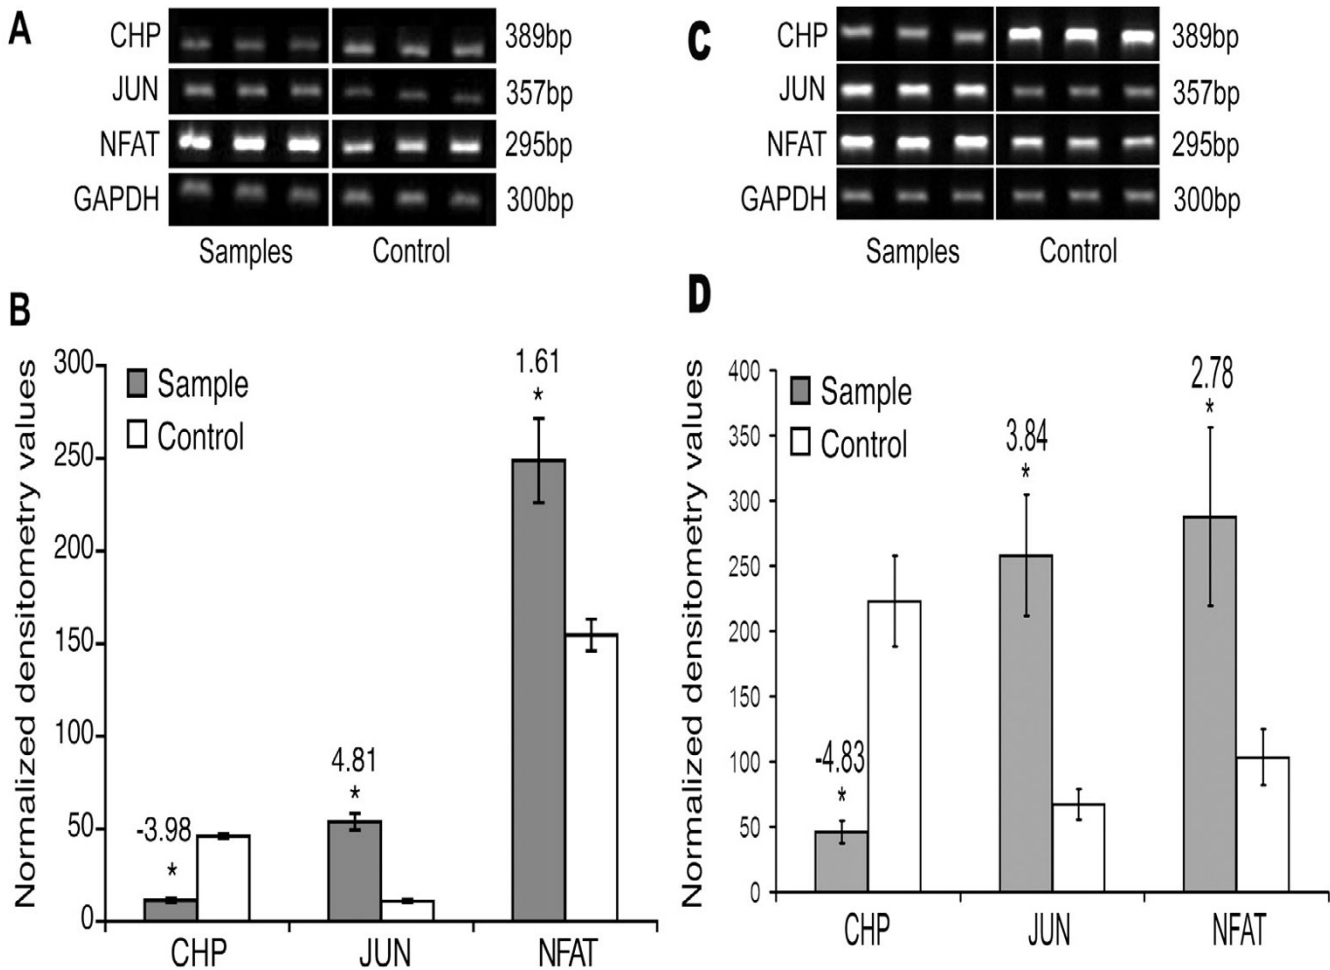 A
CHP 389bp
JUN 357bp
NFAT 295bp
GAPDH 300bp
Samples Control
C
CHP 389bp
JUN 357bp
NFAT 295bp
GAPDH 300bp
Samples Control
B
Normalized densitometry values
300
250
200
150
100
50
0
Sample
Control
-3.98
*
4.81
*
1.61
*
CHP JUN NFAT
D
Normalized densitometry values
400
350
300
250
200
150
100
50
0
Sample
Control
-4.83
*
3.84
*
2.78
*
CHP JUN NFAT